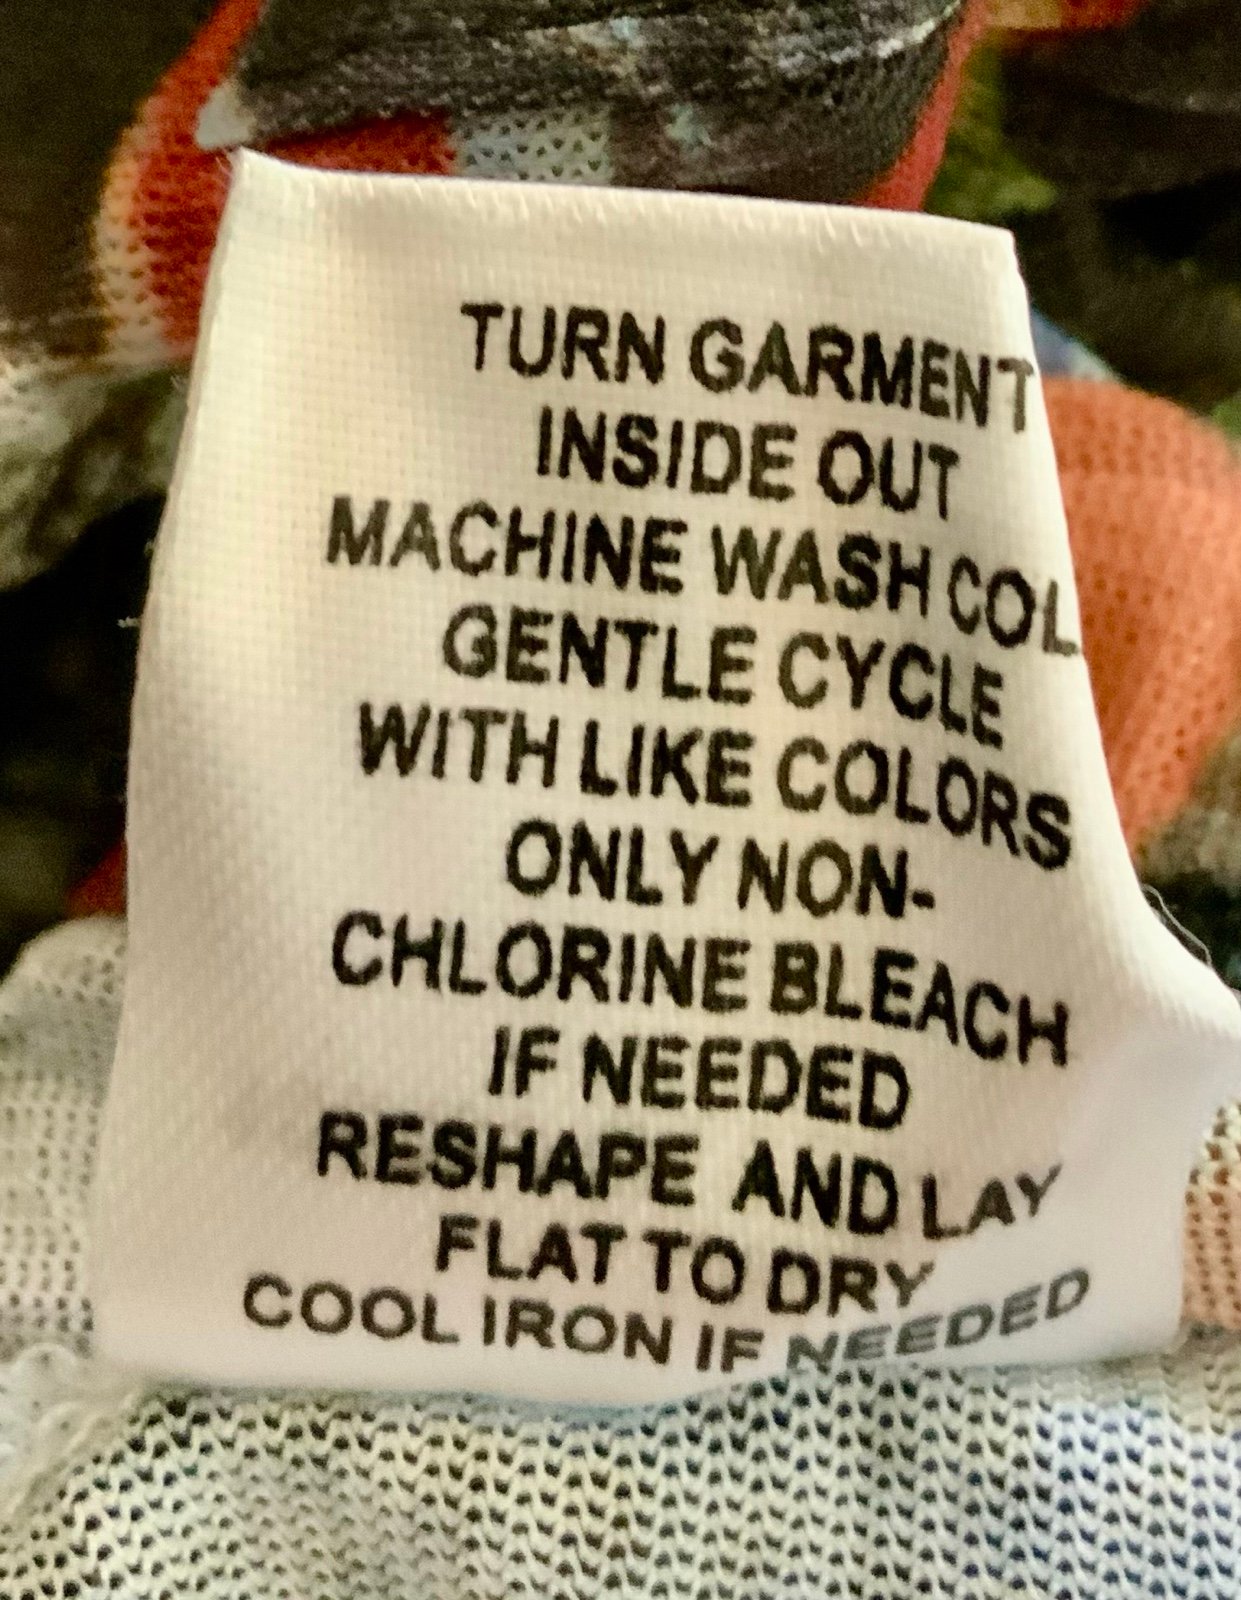 TURN GARMENT
INSIDE OUT
MACHINE WASH COL
GENTLE CYCLE
WITH LIKE COLORS
ONLY NON-
CHLORINE BLEACH
IF NEEDED
RESHAPE AND LAY
FLAT TO DRY
COOL IRON IF NEEDED